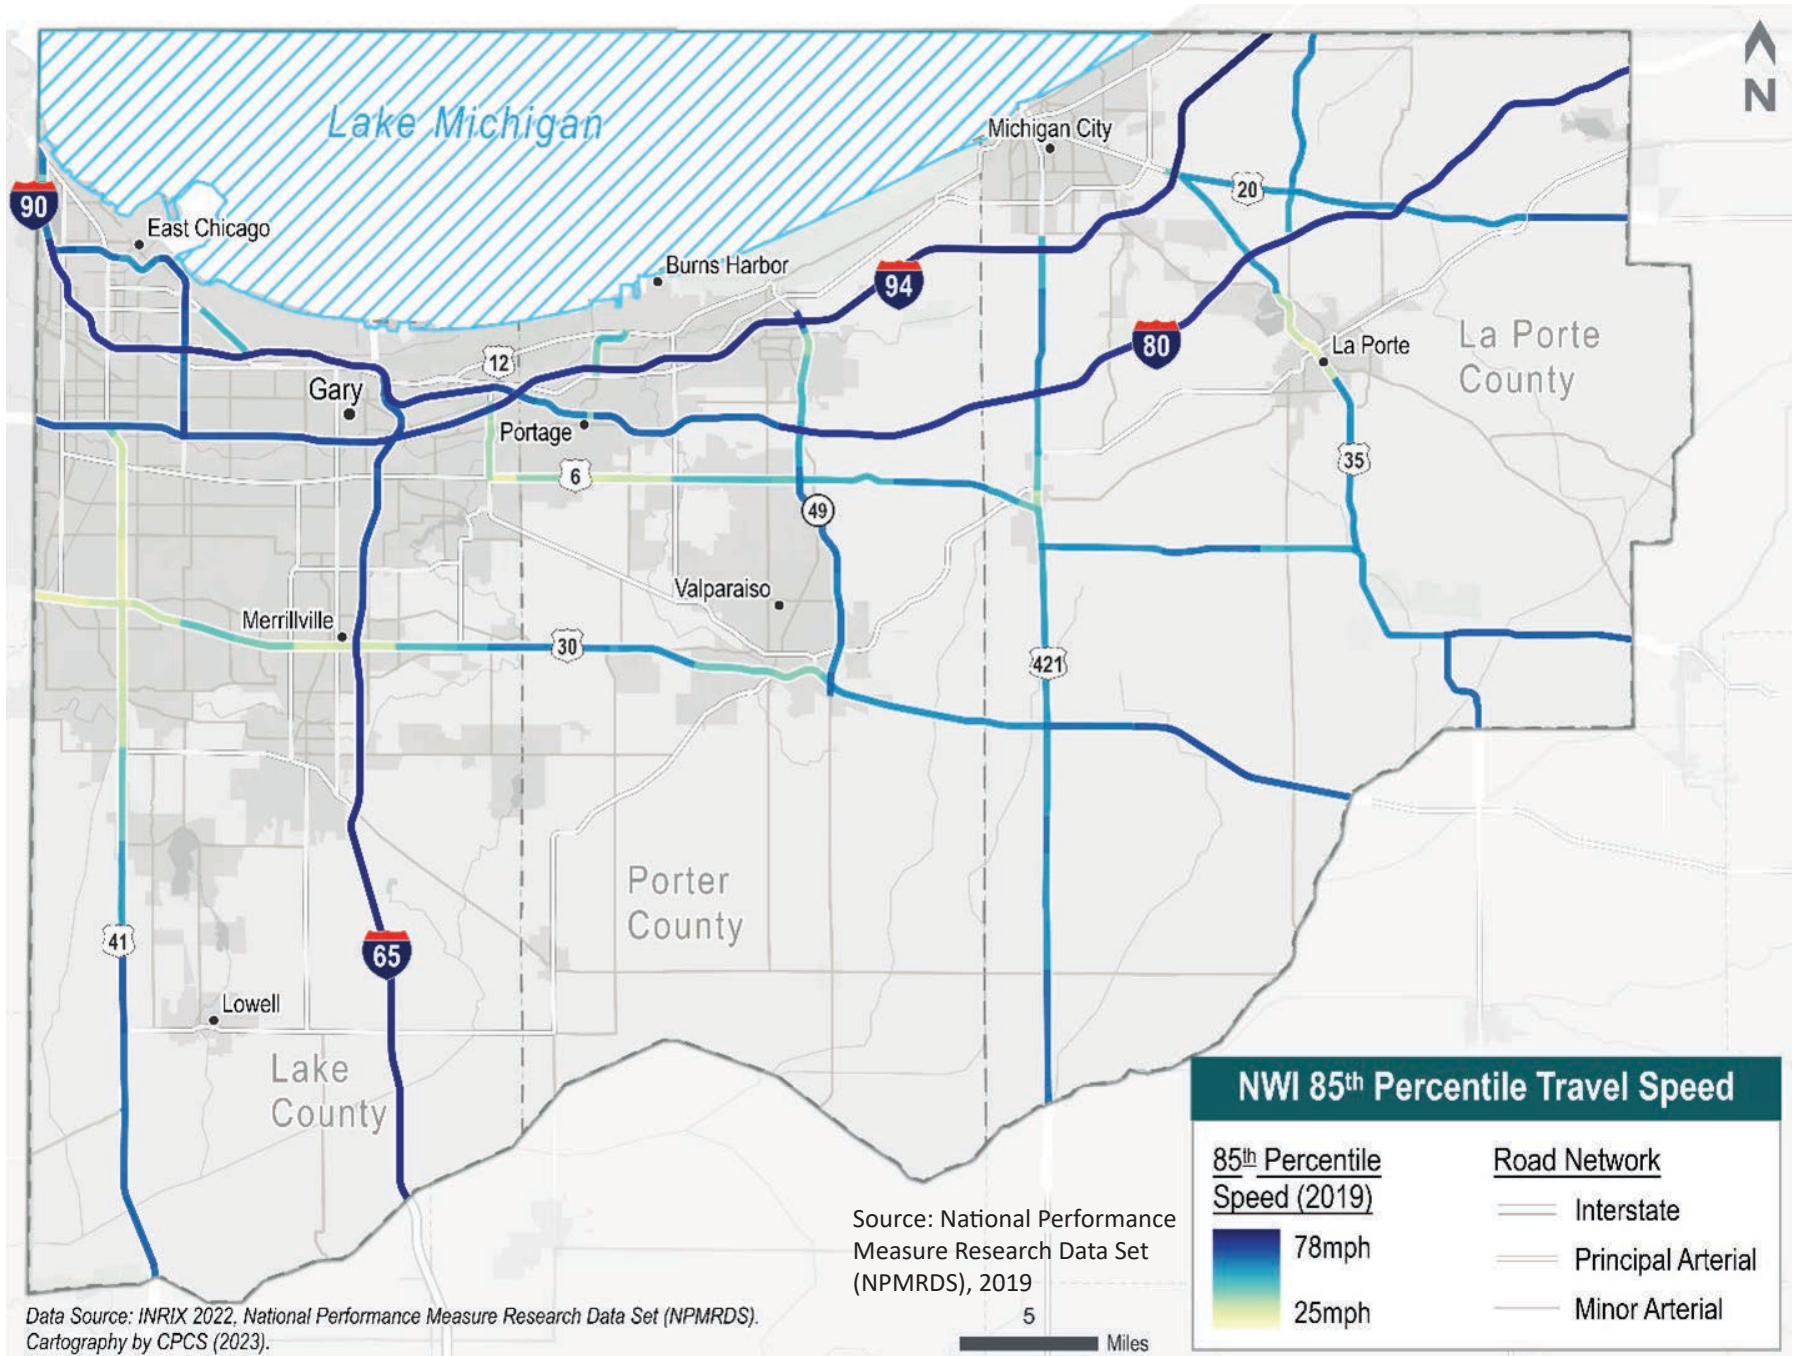 N
Lake Michigan
Michigan City
90
20
East Chicago
Burns Harbor
94
80
La Porte
La Porte
County
12
Gary
Portage
6
35
49
Valparaiso
Merrillville
30
421
Porter
County
41
65
Lowell
Lake
County
NWI 85th Percentile Travel Speed
85th Percentile
Speed (2019)
78mph
25mph
Road Network
Interstate
Principal Arterial
Minor Arterial
Source: National Performance
Measure Research Data Set
(NPMRDS), 2019
5
Miles
Data Source: INRIX 2022, National Performance Measure Research Data Set (NPMRDS).
Cartography by CPCS (2023).